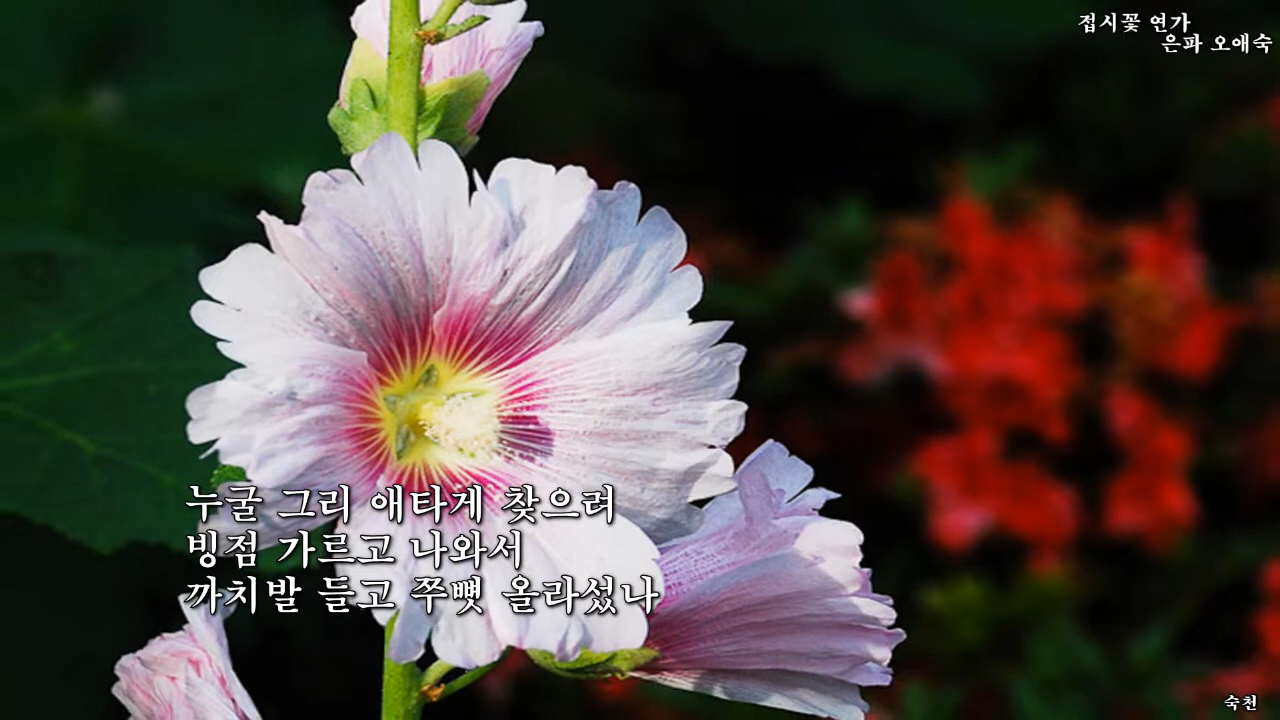 접시꽃 연가
은파 오애숙
누굴 그리 애타게 찾으려
빙점 가르고 나와서
까치발 들고 쭈뼛 올라섰나
숙천